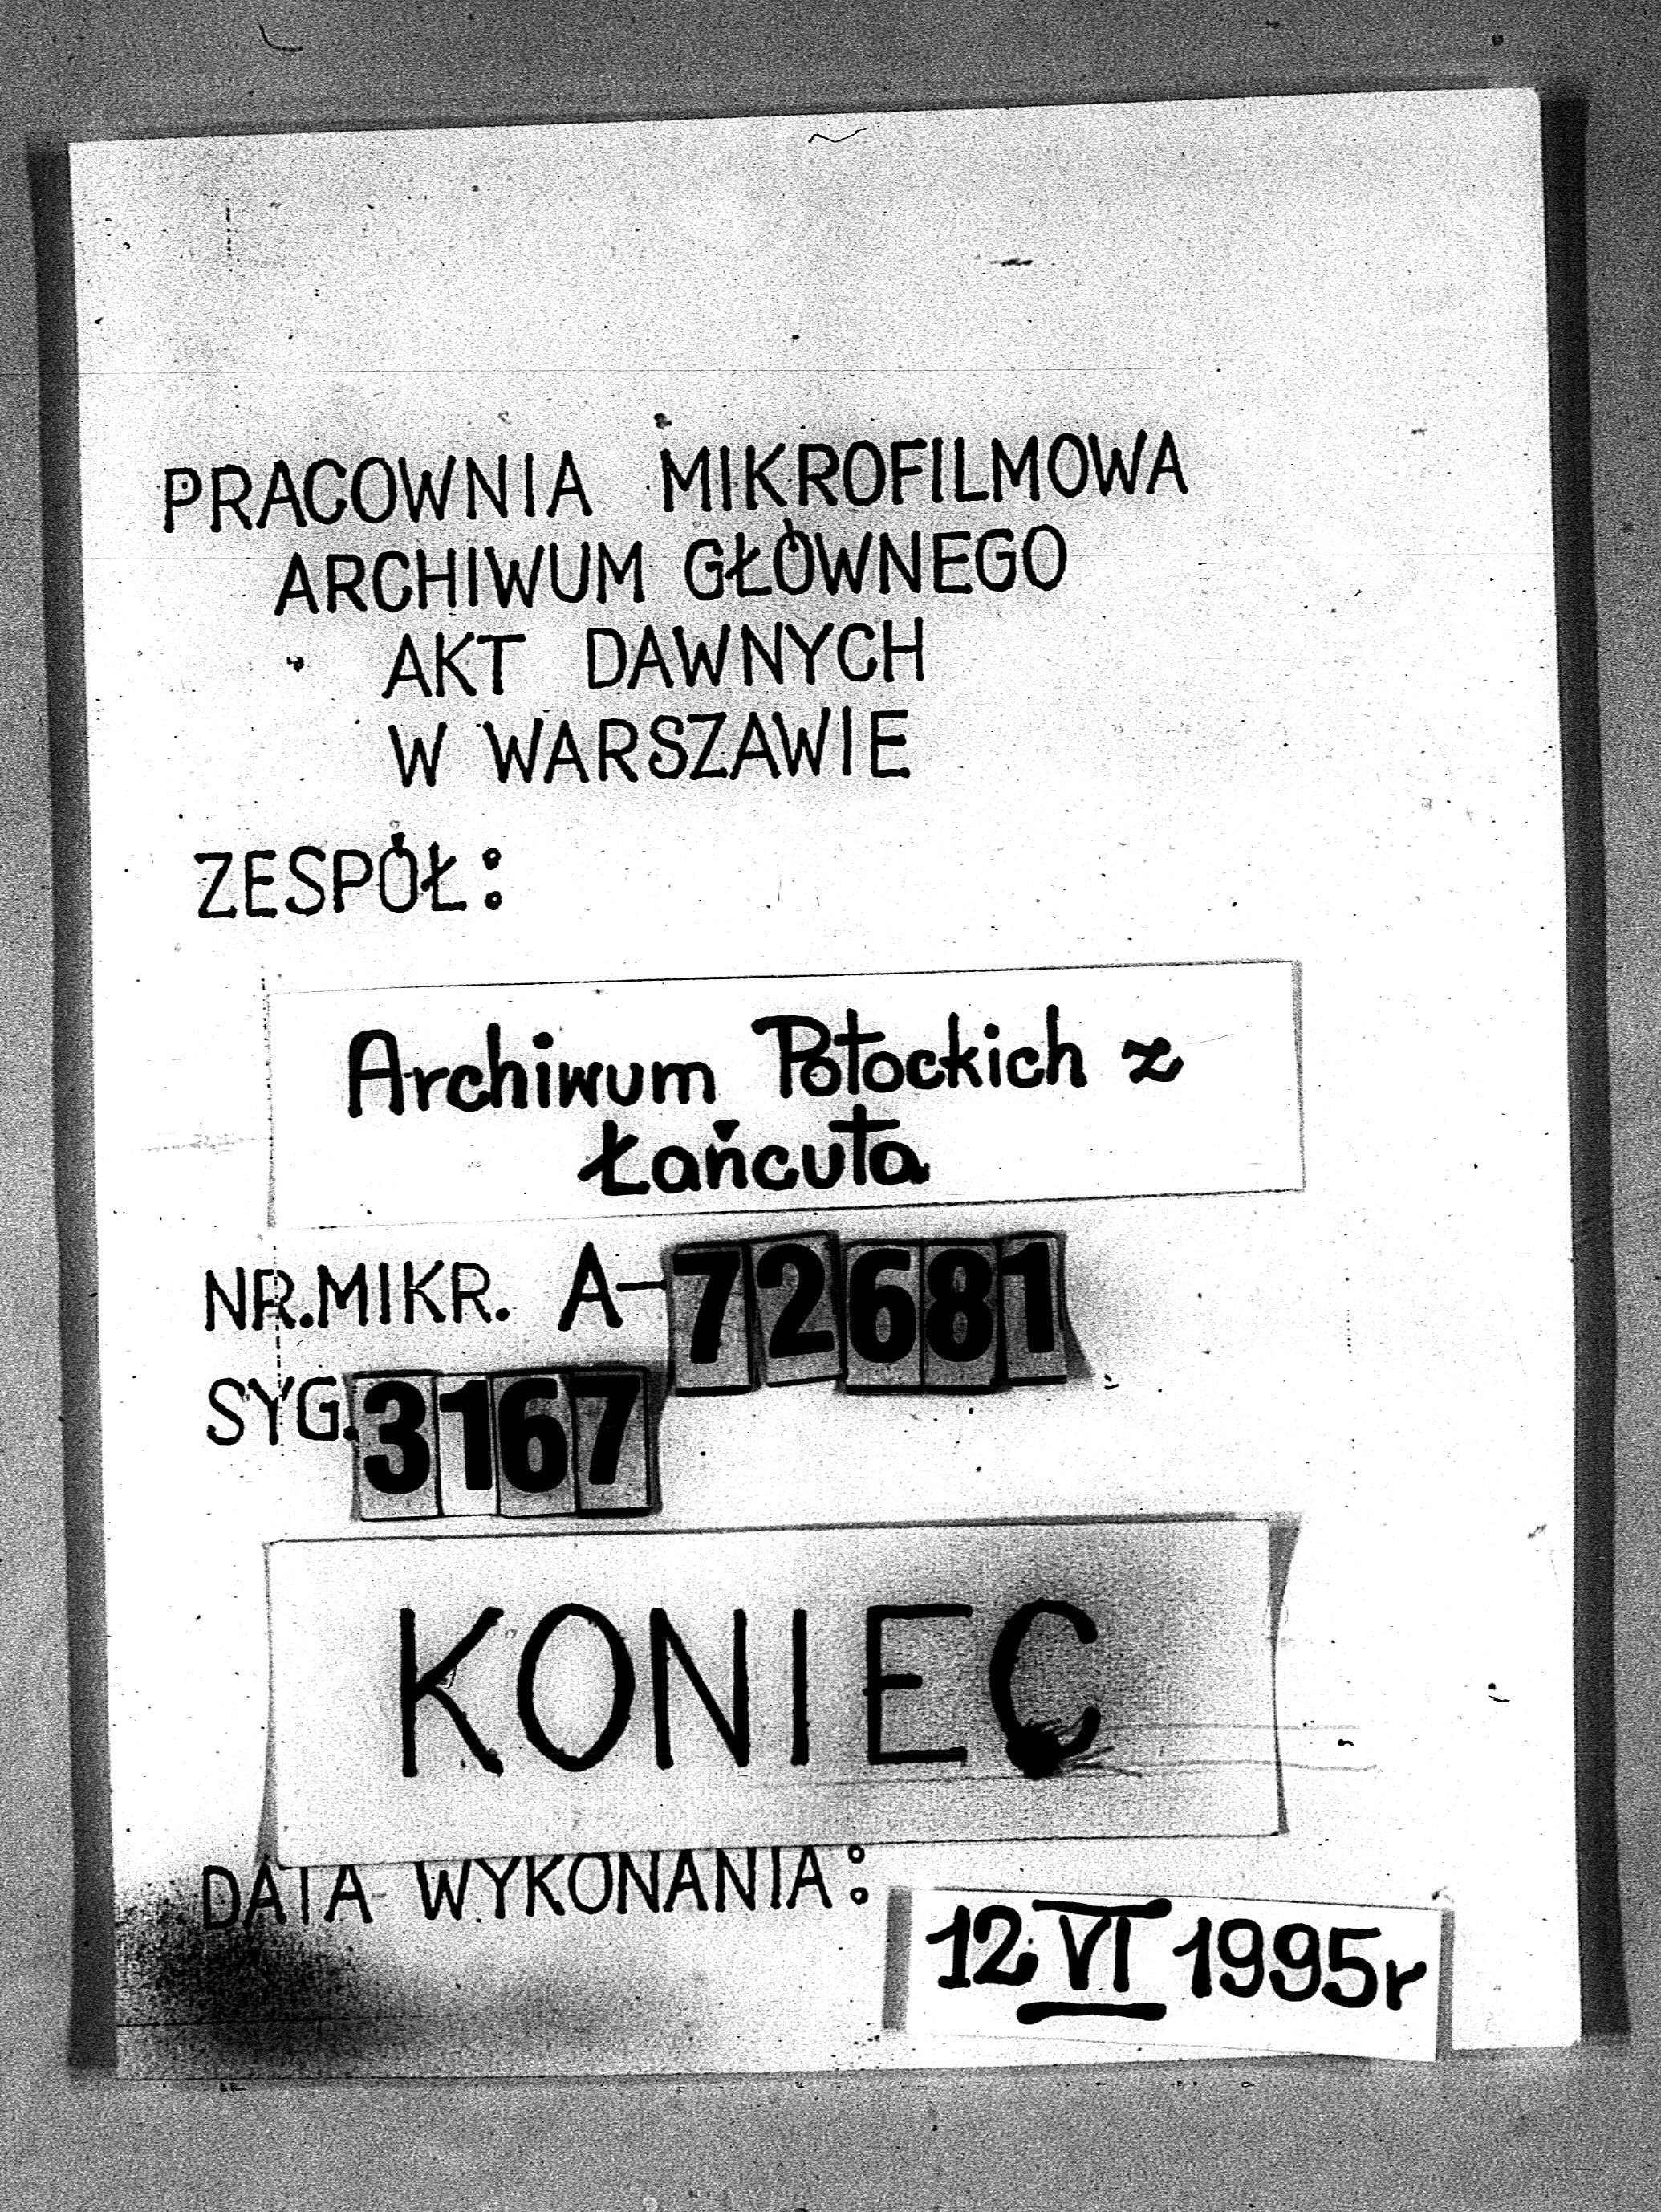 PRACOWNIA MIKROFILMOWA
ARCHIWUM GŁÓWNEGO
AKT DAWNYCH
W WARSZAWIE
ZESPÓŁ:
Archiwum Potockich z
Łańcuta
NR.MIKR. A-72681
SYG. 3167
KONIEC
DATA WYKONANIA:
12 VI 1995r